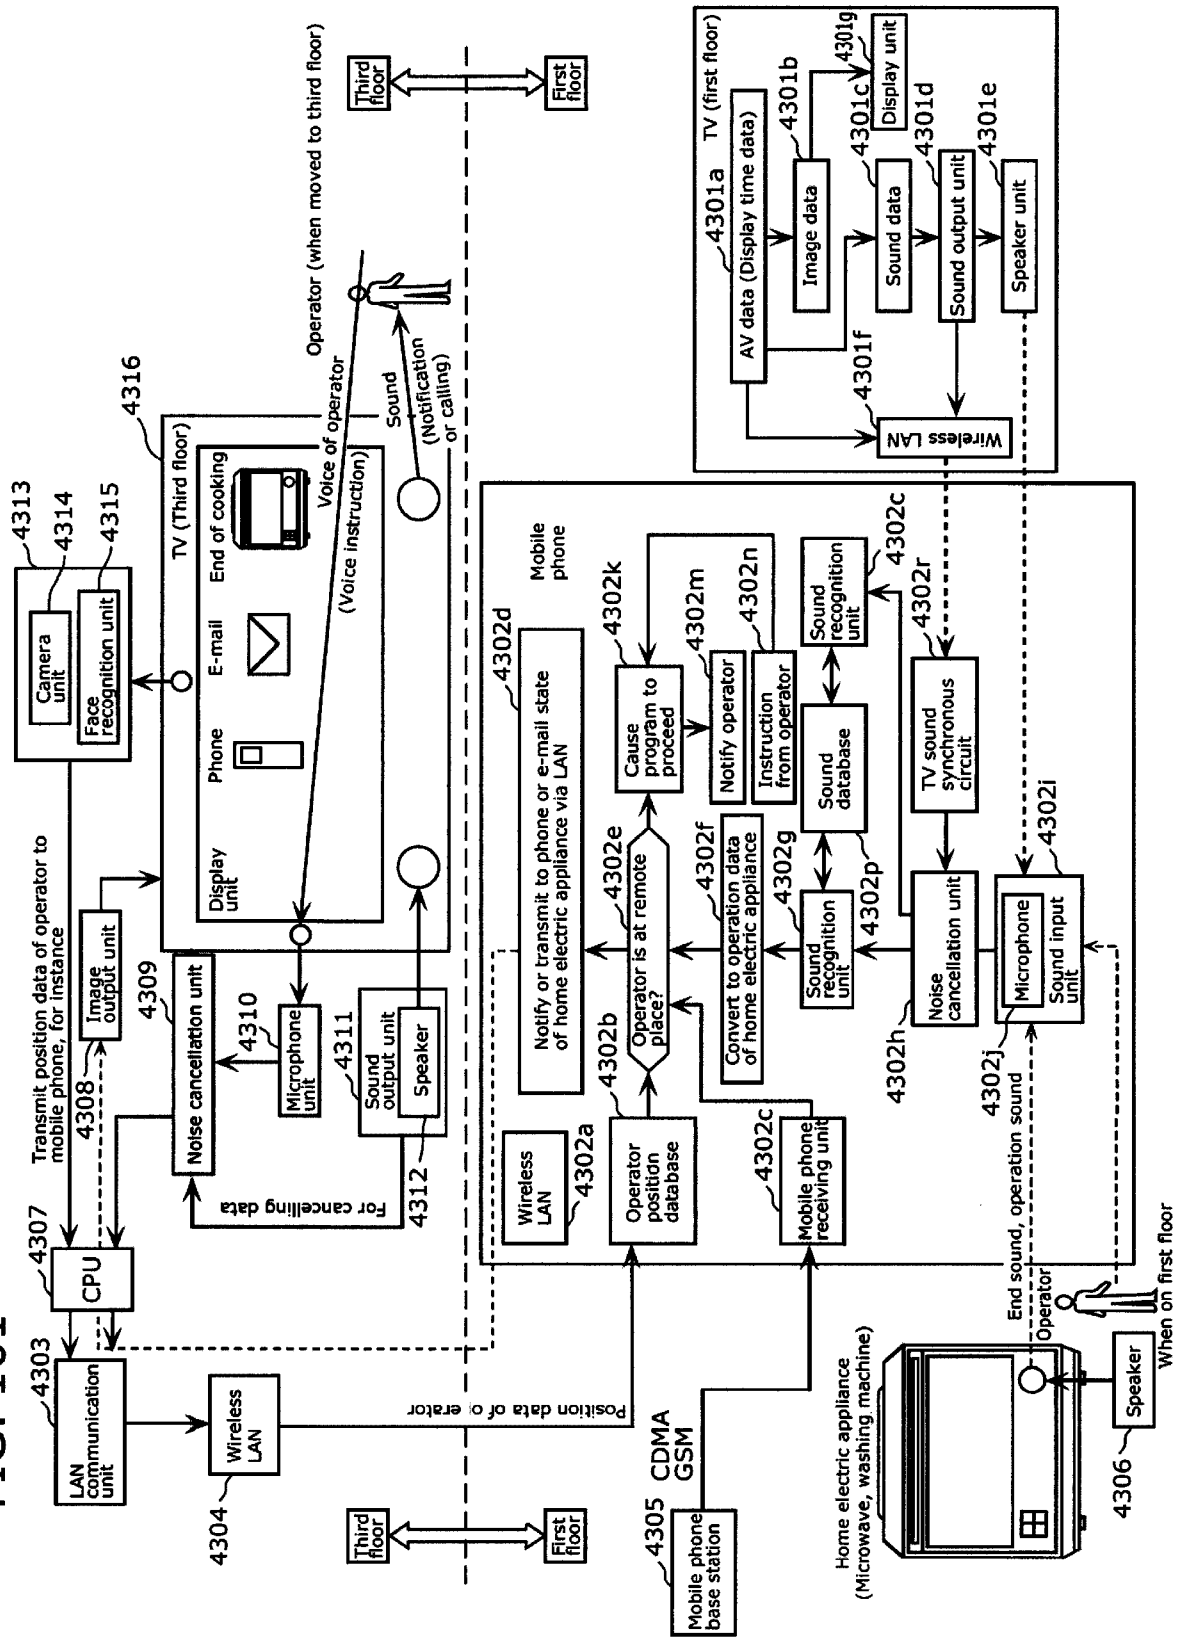 4303
LAN
communication
unit
4307
CPU
Transmit position data of operator to
mobile phone, for instance
4308
Image
output unit
4313
4314
Camera
unit
4315
Face
recognition unit
4304
Wireless
LAN
4309
Noise cancellation unit
4310
Microphone
unit
4311
Sound output
unit
Speaker
4312
For cancelling data
4316
TV (Third floor)
Display
unit
Phone
E-mail
End of cooking
Voice of operator
(Voice instruction)
Sound
(Notification
or calling)
Operator (when moved to third floor)
Third
floor
First
floor
Third
floor
First
floor
Position data of o erator
4305
Mobile phone
base station
CDMA
GSM
Mobile
phone
Wireless
LAN
4302a
4302b
Operator
position
database
4302c
Mobile phone
receiving unit
4302d
Notify or transmit to phone or e-mail state
of home electric appliance via LAN
4302e
Operator is at remote
place?
4302f
Convert to operation data
of home electric appliance
4302g
Sound
recognition
unit
4302p
Sound
database
4302k
Cause
program to
proceed
4302m
Notify operator
4302n
Instruction
from operator
4302c
Sound
recognition
unit
4302h
Noise
cancellation unit
4302r
TV sound
synchronous
circuit
4302i
Microphone
Sound input
unit
4302j
TV (first floor)
4301a
AV data (Display time data)
4301b
Image data
4301g
Display unit
4301c
Sound data
4301d
Sound output unit
4301e
Speaker unit
4301f
Wireless LAN
Home electric appliance
(Microwave, washing machine)
End sound, operation sound
Operator
Speaker
4306
When on first floor